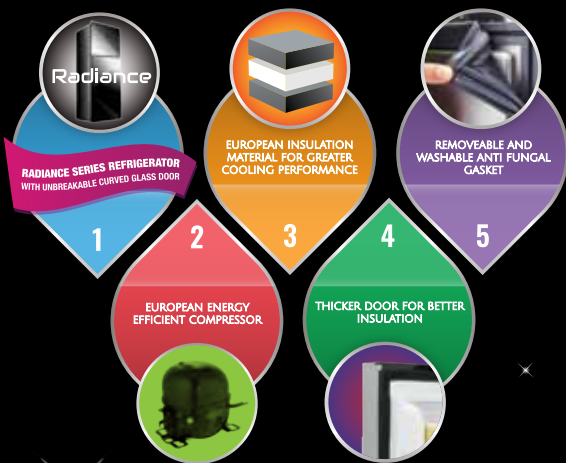 Radiance
RADIANCE SERIES REFRIGERATOR
WITH UNBREAKABLE CURVED GLASS DOOR
1
2
EUROPEAN ENERGY
EFFICIENT COMPRESSOR
EUROPEAN INSULATION
MATERIAL FOR GREATER
COOLING PERFORMANCE
3
4
THICKER DOOR FOR BETTER
INSULATION
REMOVEABLE AND
WASHABLE ANTI FUNGAL
GASKET
5